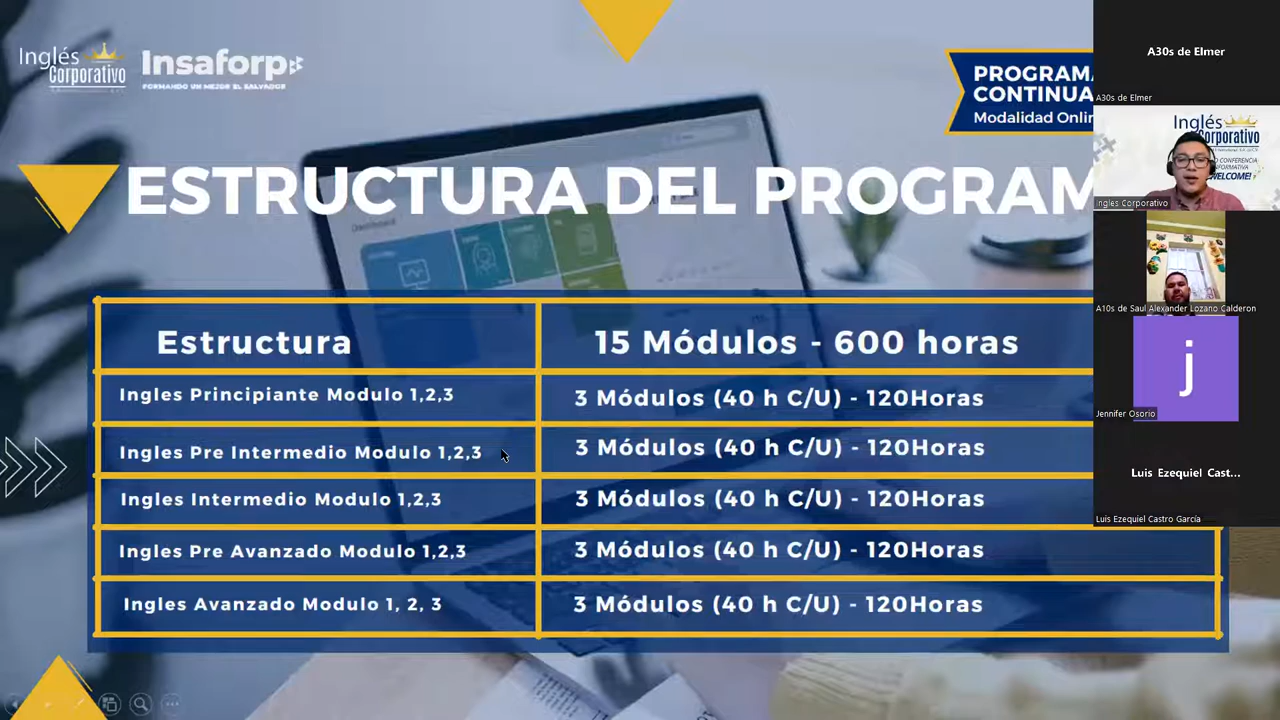 Inglés
Corporativo
Insaforp
FORMANDO UN MEJOR EL SALVADOR
PROGRAMA
CONTINUA
Modalidad Onlin
ESTRUCTURA DEL PROGRAM
Estructura
15 Módulos - 600 horas
Ingles Principiante Modulo 1,2,3
3 Módulos (40 h C/U) - 120Horas
Ingles Pre Intermedio Modulo 1,2,3
3 Módulos (40 h C/U) - 120Horas
Ingles Intermedio Modulo 1,2,3
3 Módulos (40 h C/U) - 120Horas
Ingles Pre Avanzado Modulo 1,2,3
3 Módulos (40 h C/U) - 120Horas
Ingles Avanzado Modulo 1, 2, 3
3 Módulos (40 h C/U) - 120Horas
A30s de Elmer
A30s de Elmer
Inglés
Corporativo
CONFERENCIA
WELCOME!
Ingles Corporativo
A10s de Saul Alexander Lozano Calderon
j
Jennifer Osorio
Luis Ezequiel Cast...
Luis Ezequiel Castro García